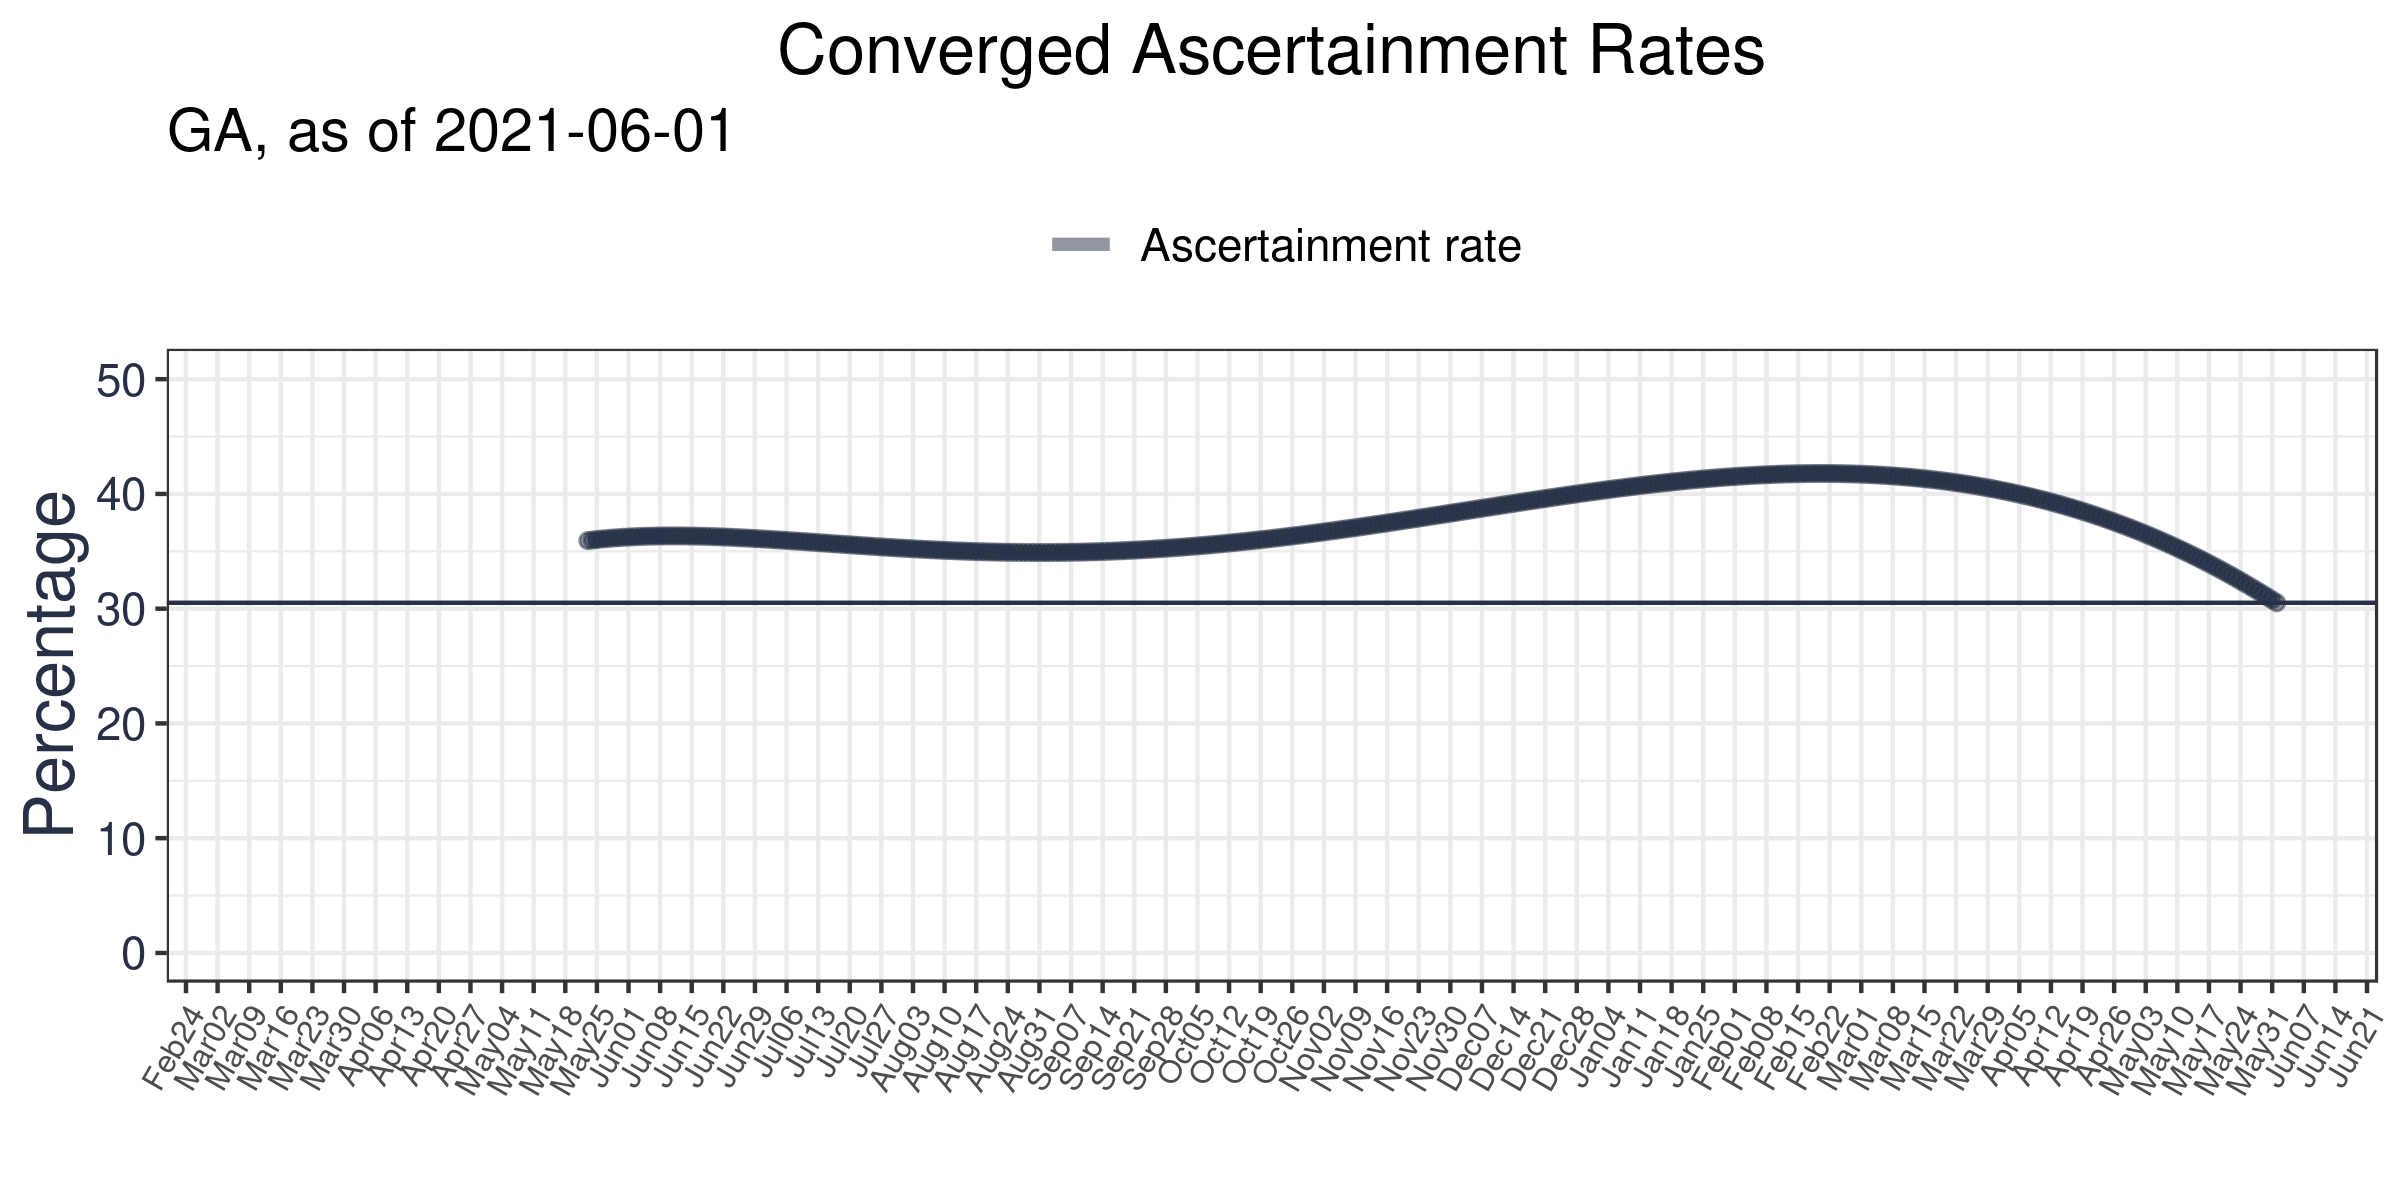 Converged Ascertainment Rates
GA, as of 2021-06-01
Ascertainment rate
Percentage
50
40
30
20
10
0
Feb24 Mar02 Mar09 Mar16 Mar23 Mar30 Apr06 Apr13 Apr20 Apr27 May04 May11 May18 May25 Jun01 Jun08 Jun15 Jun22 Jun29 Jul06 Jul13 Jul20 Jul27 Aug03 Aug10 Aug17 Aug24 Aug31 Sep07 Sep14 Sep21 Sep28 Oct05 Oct12 Oct19 Oct26 Nov02 Nov09 Nov16 Nov23 Nov30 Dec07 Dec14 Dec21 Dec28 Jan04 Jan11 Jan18 Jan25 Feb01 Feb08 Feb15 Feb22 Mar01 Mar08 Mar15 Mar22 Mar29 Apr05 Apr12 Apr19 Apr26 May03 May10 May17 May24 May31 Jun07 Jun14 Jun21